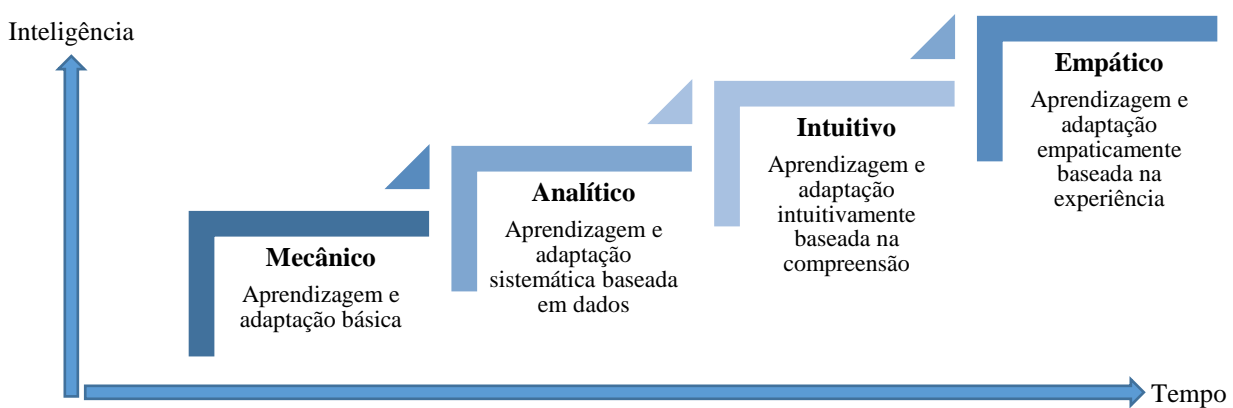 Inteligência
Mecânico
Aprendizagem e
adaptação básica
Analítico
Aprendizagem e
adaptação
sistemática baseada
em dados
Intuitivo
Aprendizagem e
adaptação
intuitivamente
baseada na
compreensão
Empático
Aprendizagem e
adaptação
empaticamente
baseada na
experiência
Tempo